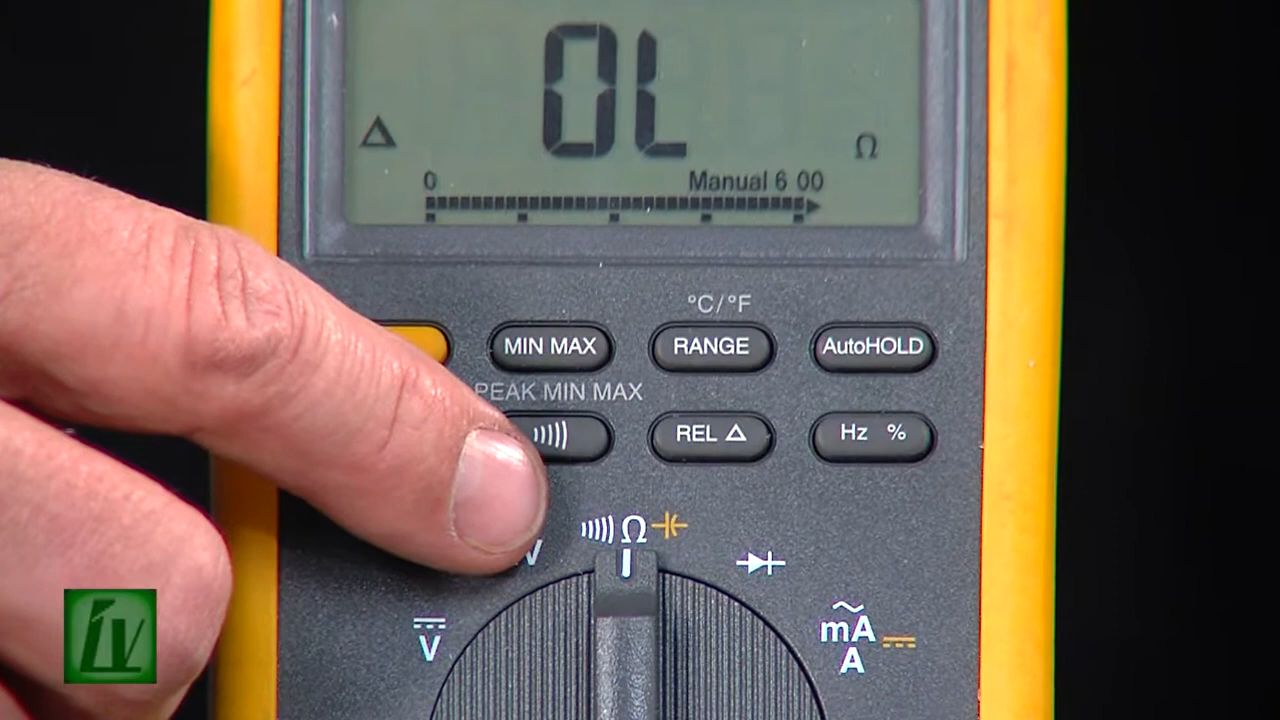 OL
Δ Ω
0 Manual 6 00
°C/°F
MIN MAX RANGE AutoHOLD
PEAK MIN MAX
REL Δ Hz %
Ω
V
V
mA
A